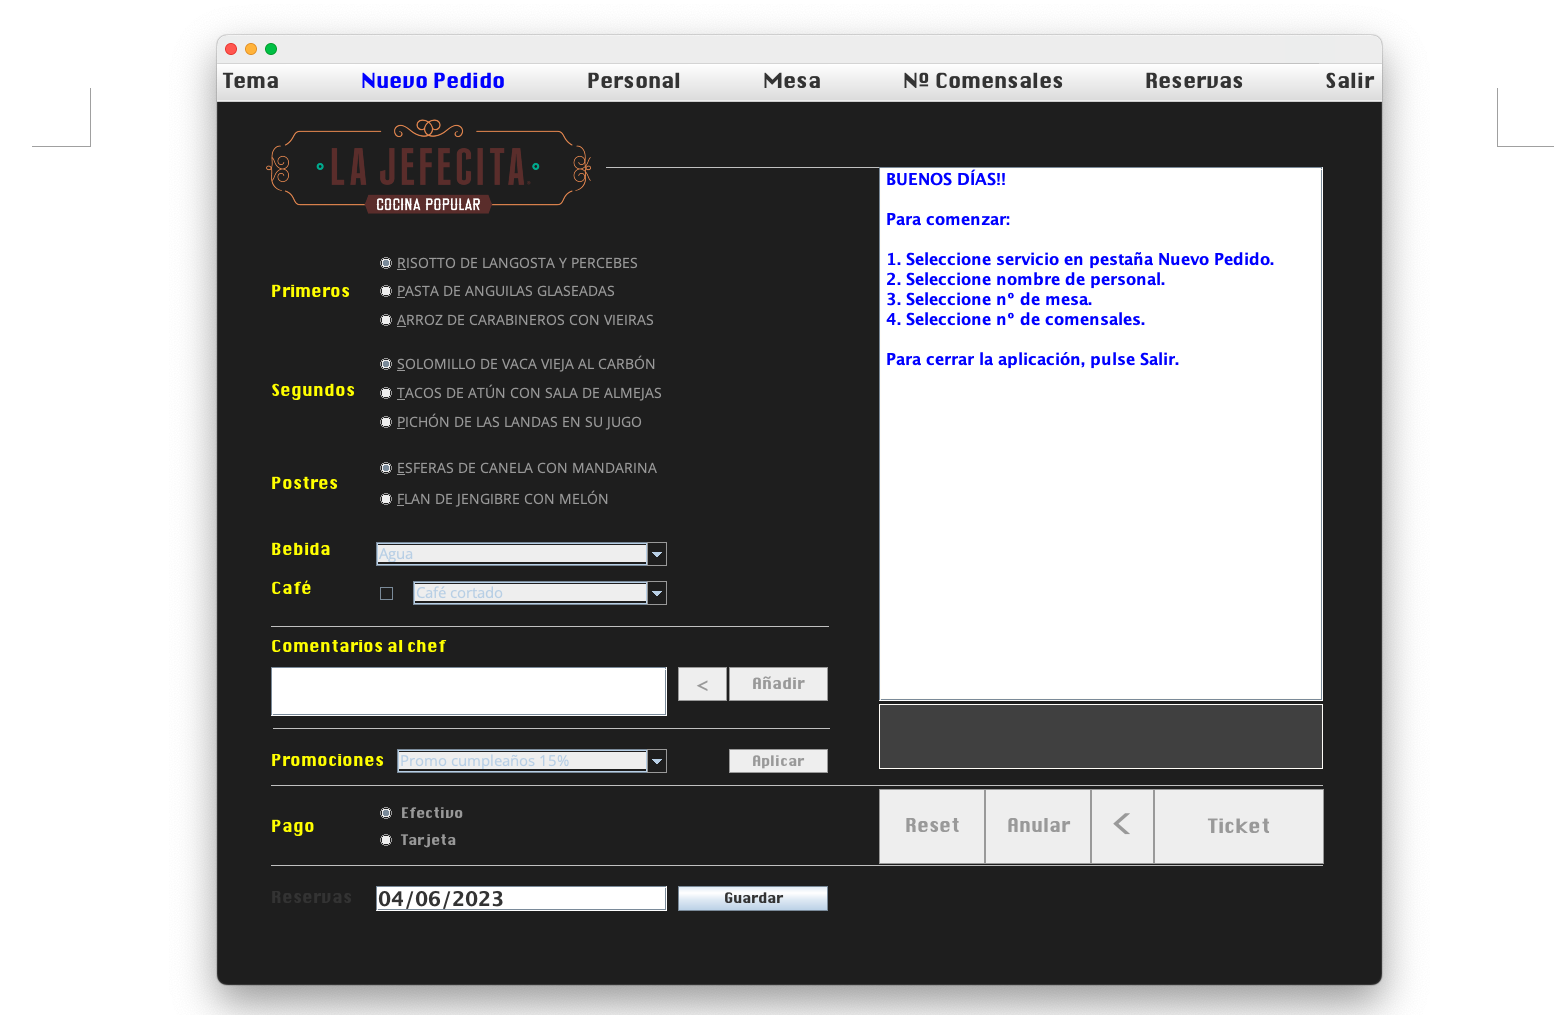 Tema Nuevo Pedido Personal Mesa Nº Comensales Reservas Salir
LA JEFECITA
COCINA POPULAR
Primeros
RISOTTO DE LANGOSTA Y PERCEBES
PASTA DE ANGUILAS GLASEADAS
ARROZ DE CARABINEROS CON VIEIRAS
Segundos
SOLOMILLO DE VACA VIEJA AL CARBÓN
TACOS DE ATÚN CON SALA DE ALMEJAS
PICHÓN DE LAS LANDAS EN SU JUGO
Postres
ESFERAS DE CANELA CON MANDARINA
FLAN DE JENGIBRE CON MELÓN
Bebida Agua
Café Café cortado
Comentarios al chef
< Añadir
Promociones Promo cumpleaños 15% Aplicar
Pago
Efectivo
Tarjeta
Reservas 04/06/2023 Guardar
BUENOS DÍAS!!
Para comenzar:
1. Seleccione servicio en pestaña Nuevo Pedido.
2. Seleccione nombre de personal.
3. Seleccione nº de mesa.
4. Seleccione nº de comensales.
Para cerrar la aplicación, pulse Salir.
Reset Anular < Ticket